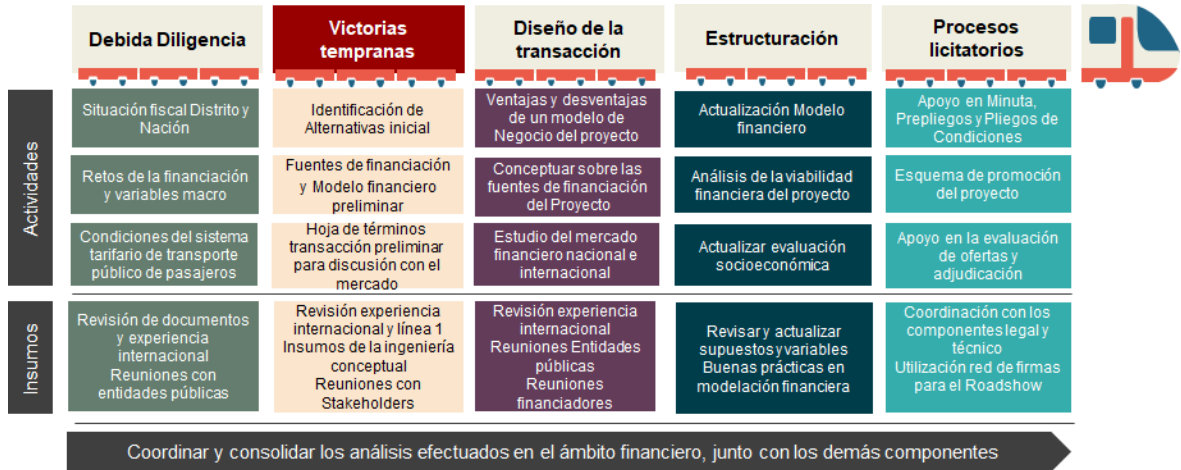 Debida Diligencia
Victorias
tempranas
Diseño de la
transacción
Estructuración
Procesos
licitatorios
Actividades
Situación fiscal Distrito y
Nación
Identificación de
Alternativas inicial
Ventajas y desventajas
de un modelo de
Negocio del proyecto
Actualización Modelo
financiero
Apoyo en Minuta,
Prepliegos y Pliegos de
Condiciones
Retos de la financiación
y variables macro
Fuentes de financiación
y Modelo financiero
preliminar
Conceptuar sobre las
fuentes de financiación
del Proyecto
Análisis de la viabilidad
financiera del proyecto
Esquema de promoción
del proyecto
Condiciones del sistema
tarifario de transporte
público de pasajeros
Hoja de términos
transacción preliminar
para discusión con el
mercado
Estudio del mercado
financiero nacional e
internacional
Actualizar evaluación
socioeconómica
Apoyo en la evaluación
de ofertas y
adjudicación
Insumos
Revisión de documentos
y experiencia
internacional
Reuniones con
entidades públicas
Revisión experiencia
internacional y línea 1
Insumos de la ingeniería
conceptual
Reuniones con
Stakeholders
Revisión experiencia
internacional
Reuniones Entidades
públicas
Reuniones
financiadores
Revisar y actualizar
supuestos y variables
Buenas prácticas en
modelación financiera
Coordinación con los
componentes legal y
técnico
Utilización red de firmas
para el Roadshow
Coordinar y consolidar los análisis efectuados en el ámbito financiero, junto con los demás componentes